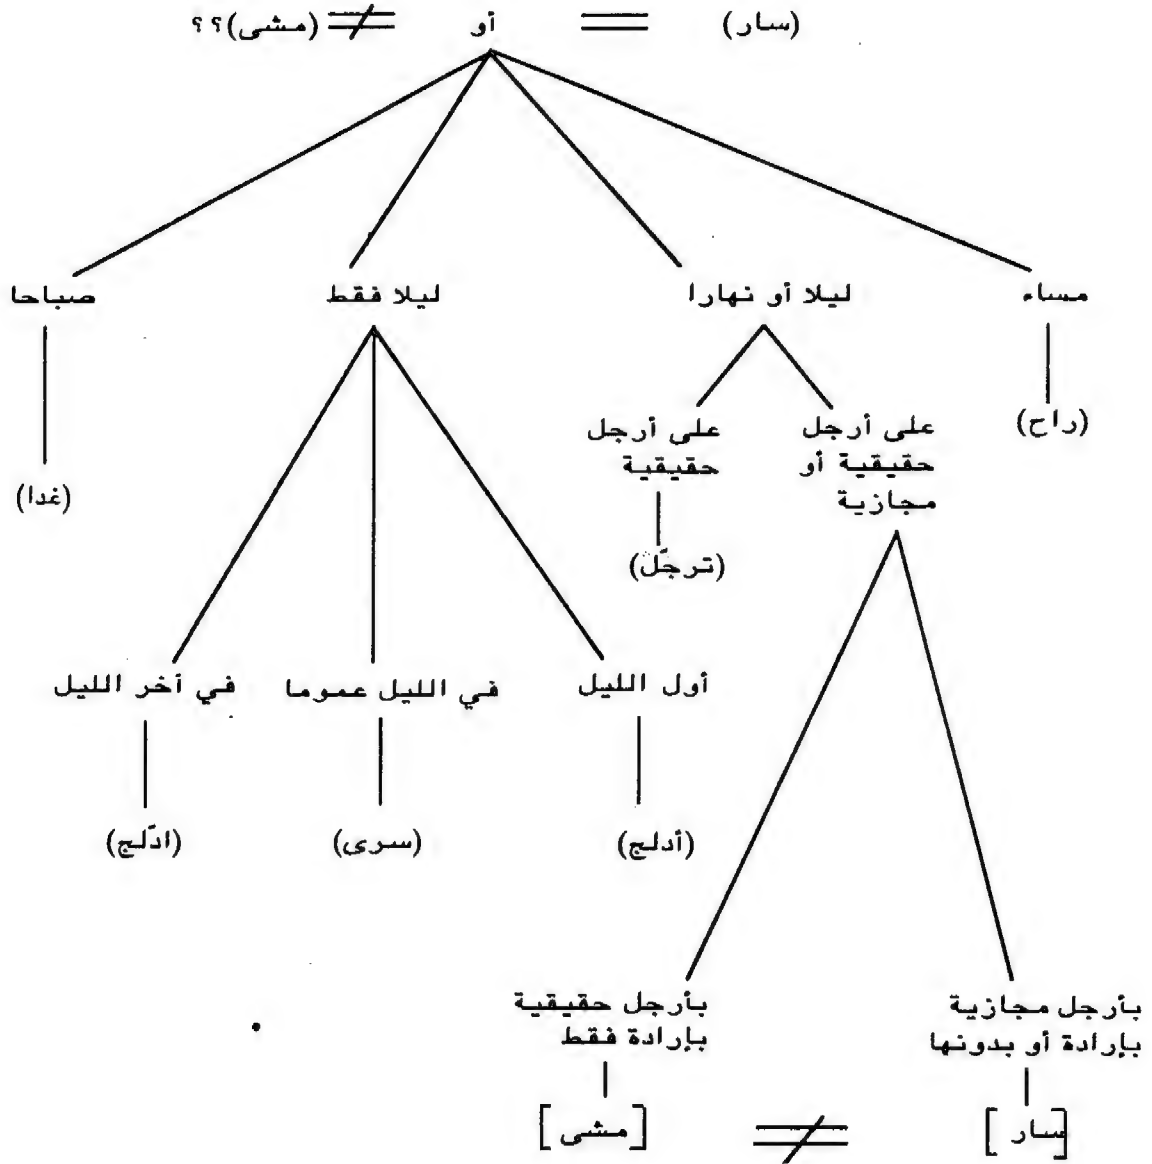 (سار) = أو ≠ (مشى)؟؟
مساء
ليلا أو نهارا
ليلا فقط
صباحا
(راح)
على أرجل
حقيقية أو
مجازية
على أرجل
حقيقية
(ترجّل)
(غدا)
أول الليل
في الليل عموما
في أخر الليل
(أدلج)
(سرى)
(ادّلج)
بأرجل مجازية
بإرادة أو بدونها
بأرجل حقيقية
بإرادة فقط
[سار] ≠ [مشى]